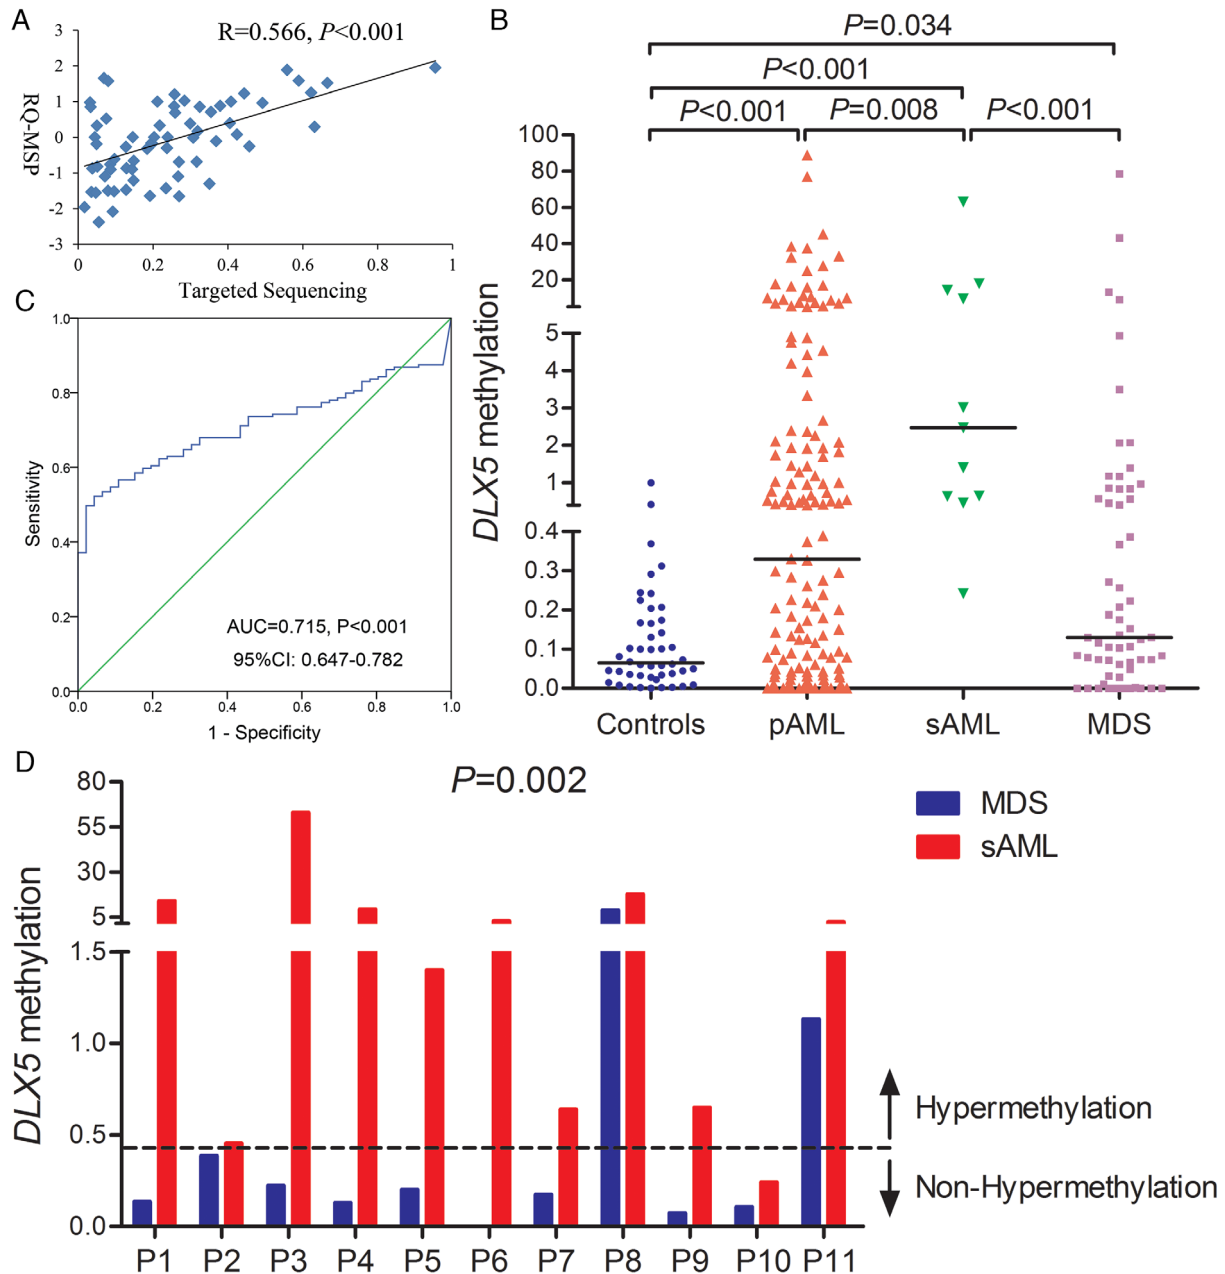 A
R=0.566, P<0.001
3
2
1
0
-1
-2
-3
RQ-MSP
0
0.2
0.4
0.6
0.8
1
Targeted Sequencing
B
P=0.034
P<0.001
P<0.001
P=0.008
P<0.001
100
80
60
40
20
5
4
3
2
1
0.4
0.3
0.2
0.1
0.0
DLX5 methylation
Controls
pAML
sAML
MDS
C
1.0
0.8
0.6
0.4
0.2
0.0
Sensitivity
AUC=0.715, P<0.001
95%CI: 0.647-0.782
0.0
0.2
0.4
0.6
0.8
1.0
1 - Specificity
D
P=0.002
MDS
sAML
80
55
30
5
1.5
1.0
0.5
0.0
DLX5 methylation
Hypermethylation
Non-Hypermethylation
P1
P2
P3
P4
P5
P6
P7
P8
P9
P10
P11